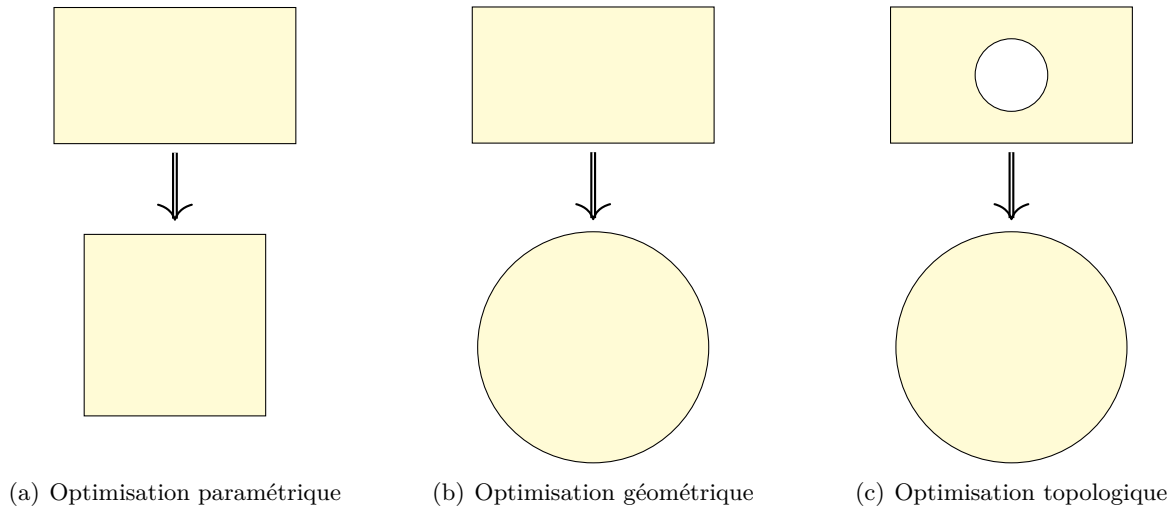 (a) Optimisation paramétrique
(b) Optimisation géométrique
(c) Optimisation topologique